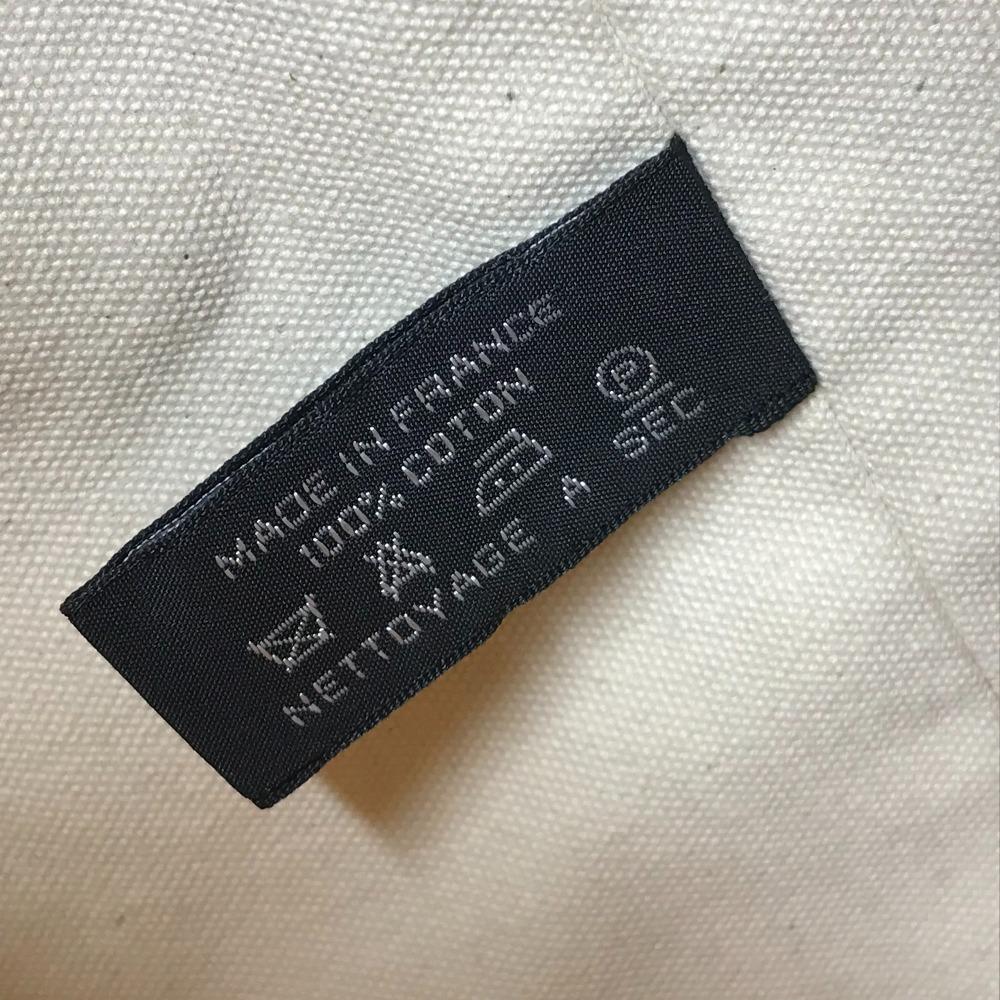 MADE IN FRANCE
100% COTON
P
NETTOYAGE A SEC